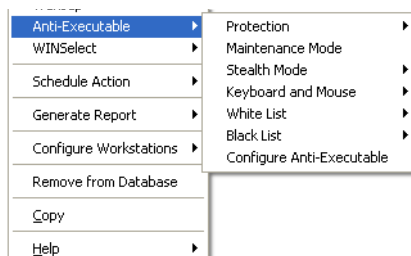 Anti-Executable
WINSelect
Schedule Action
Generate Report
Configure Workstations
Remove from Database
Copy
Help
Protection
Maintenance Mode
Stealth Mode
Keyboard and Mouse
White List
Black List
Configure Anti-Executable